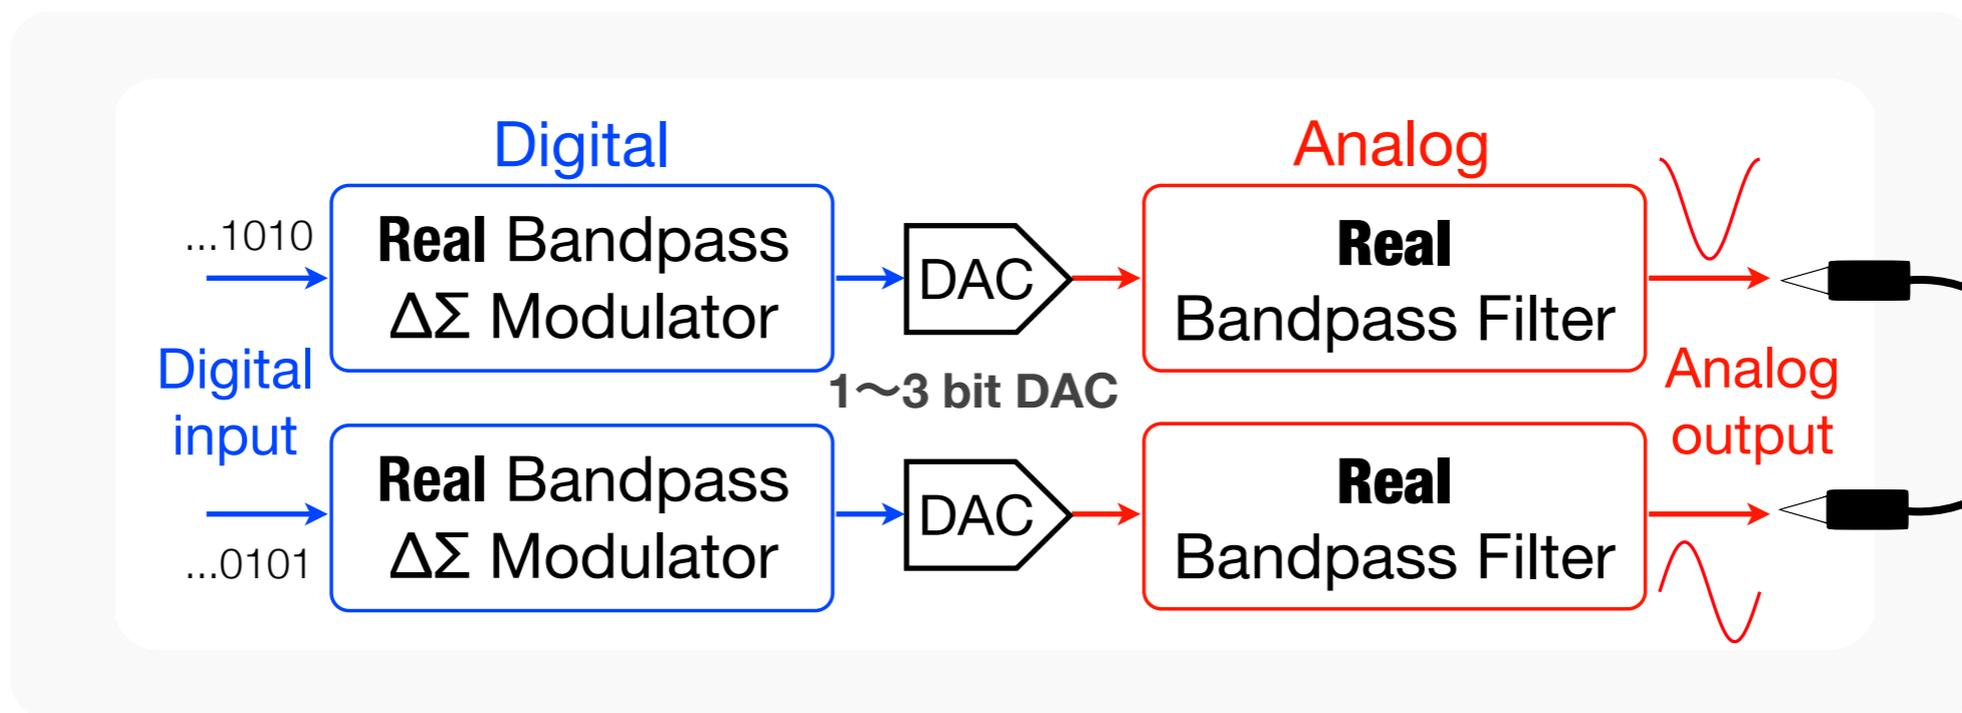 Digital
Analog
...1010
Real Bandpass
ΔΣ Modulator
DAC
Real
Bandpass Filter
Digital
input
1〜3 bit DAC
Analog
output
Real Bandpass
ΔΣ Modulator
DAC
Real
Bandpass Filter
...0101